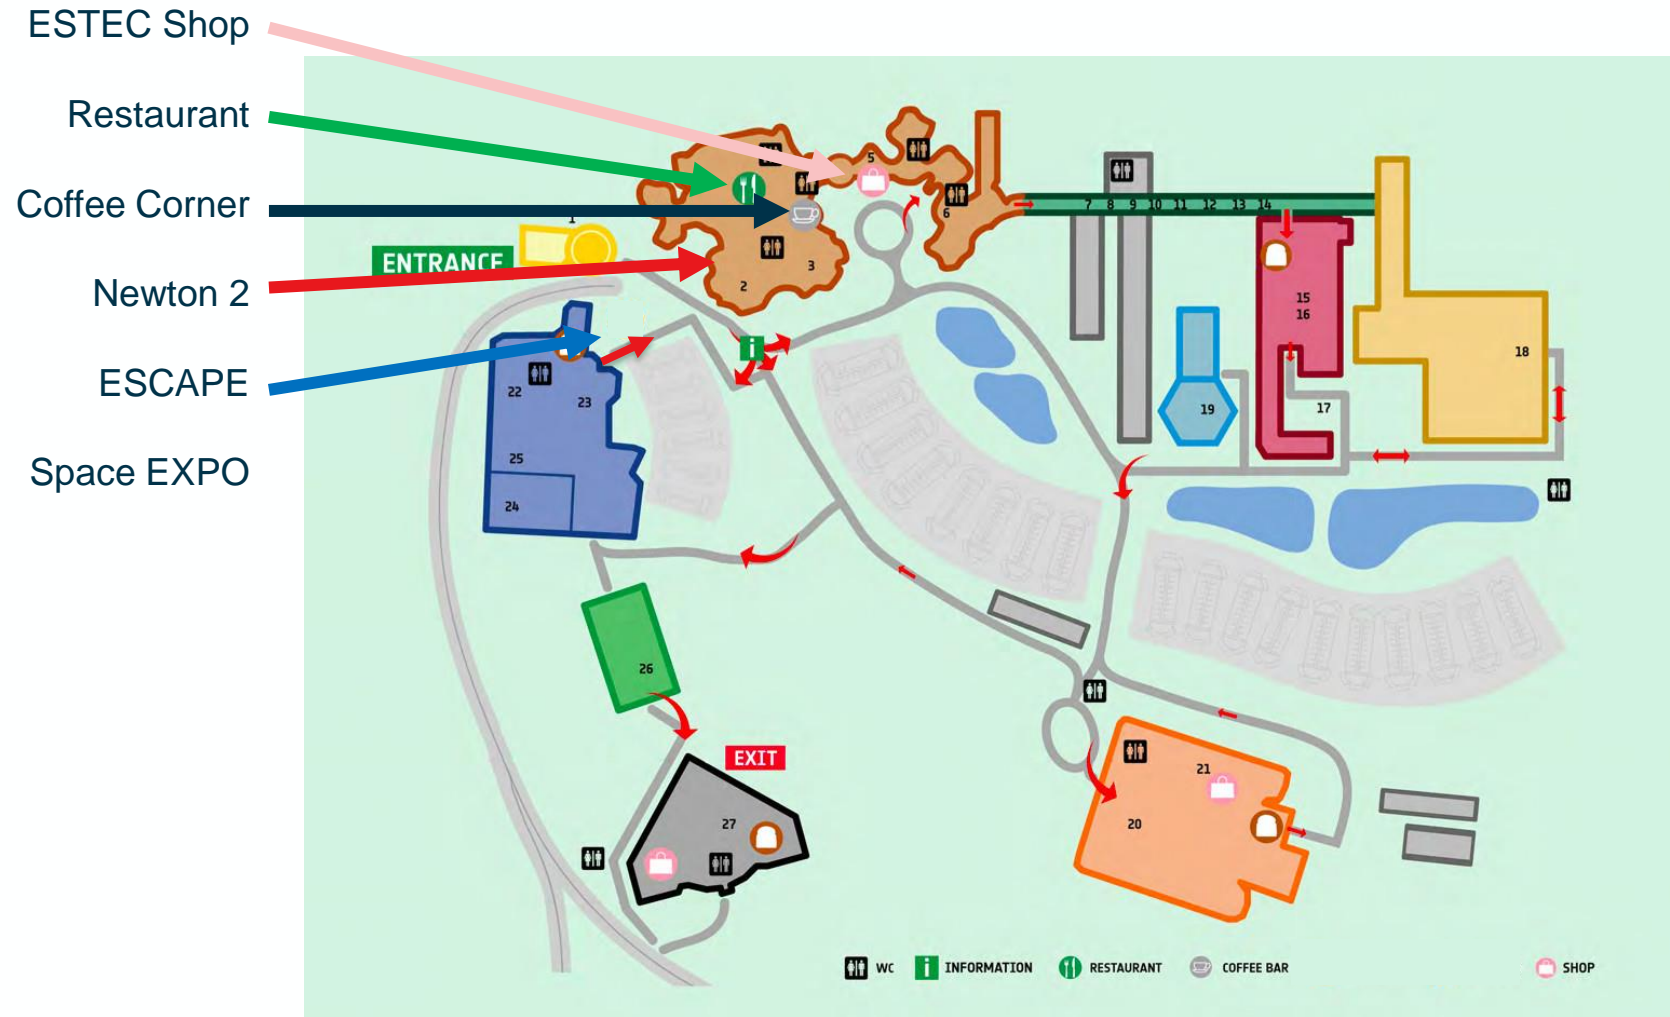 ESTEC Shop
Restaurant
Coffee Corner
Newton 2
ESCAPE
Space EXPO
ENTRANCE
1
2
3
5
6
7 8 9 10 11 12 13 14
15
16
17
18
19
22
23
25
24
26
EXIT
27
21
20
i
WC
i INFORMATION
RESTAURANT
COFFEE BAR
SHOP